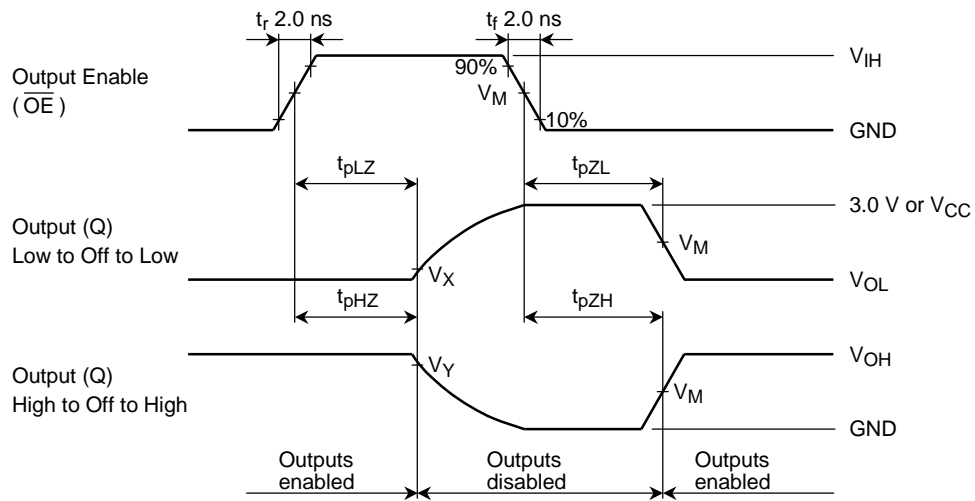 tr 2.0 ns
tf 2.0 ns
Output Enable
( OE )
90%
VM
10%
VIH
GND
tpLZ
tpZL
Output (Q)
Low to Off to Low
VX
VM
3.0 V or VCC
VOL
tpHZ
tpZH
Output (Q)
High to Off to High
VY
VM
VOH
GND
Outputs
enabled
Outputs
disabled
Outputs
enabled